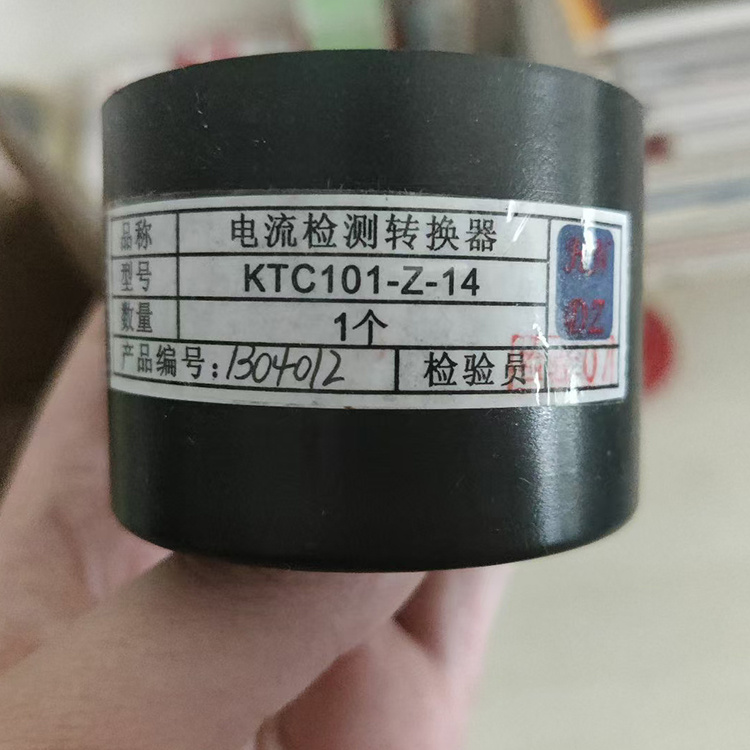 品称 电流检测转换器
型号 KTC101-Z-14
数量 1个
产品编号:1304012 检验员